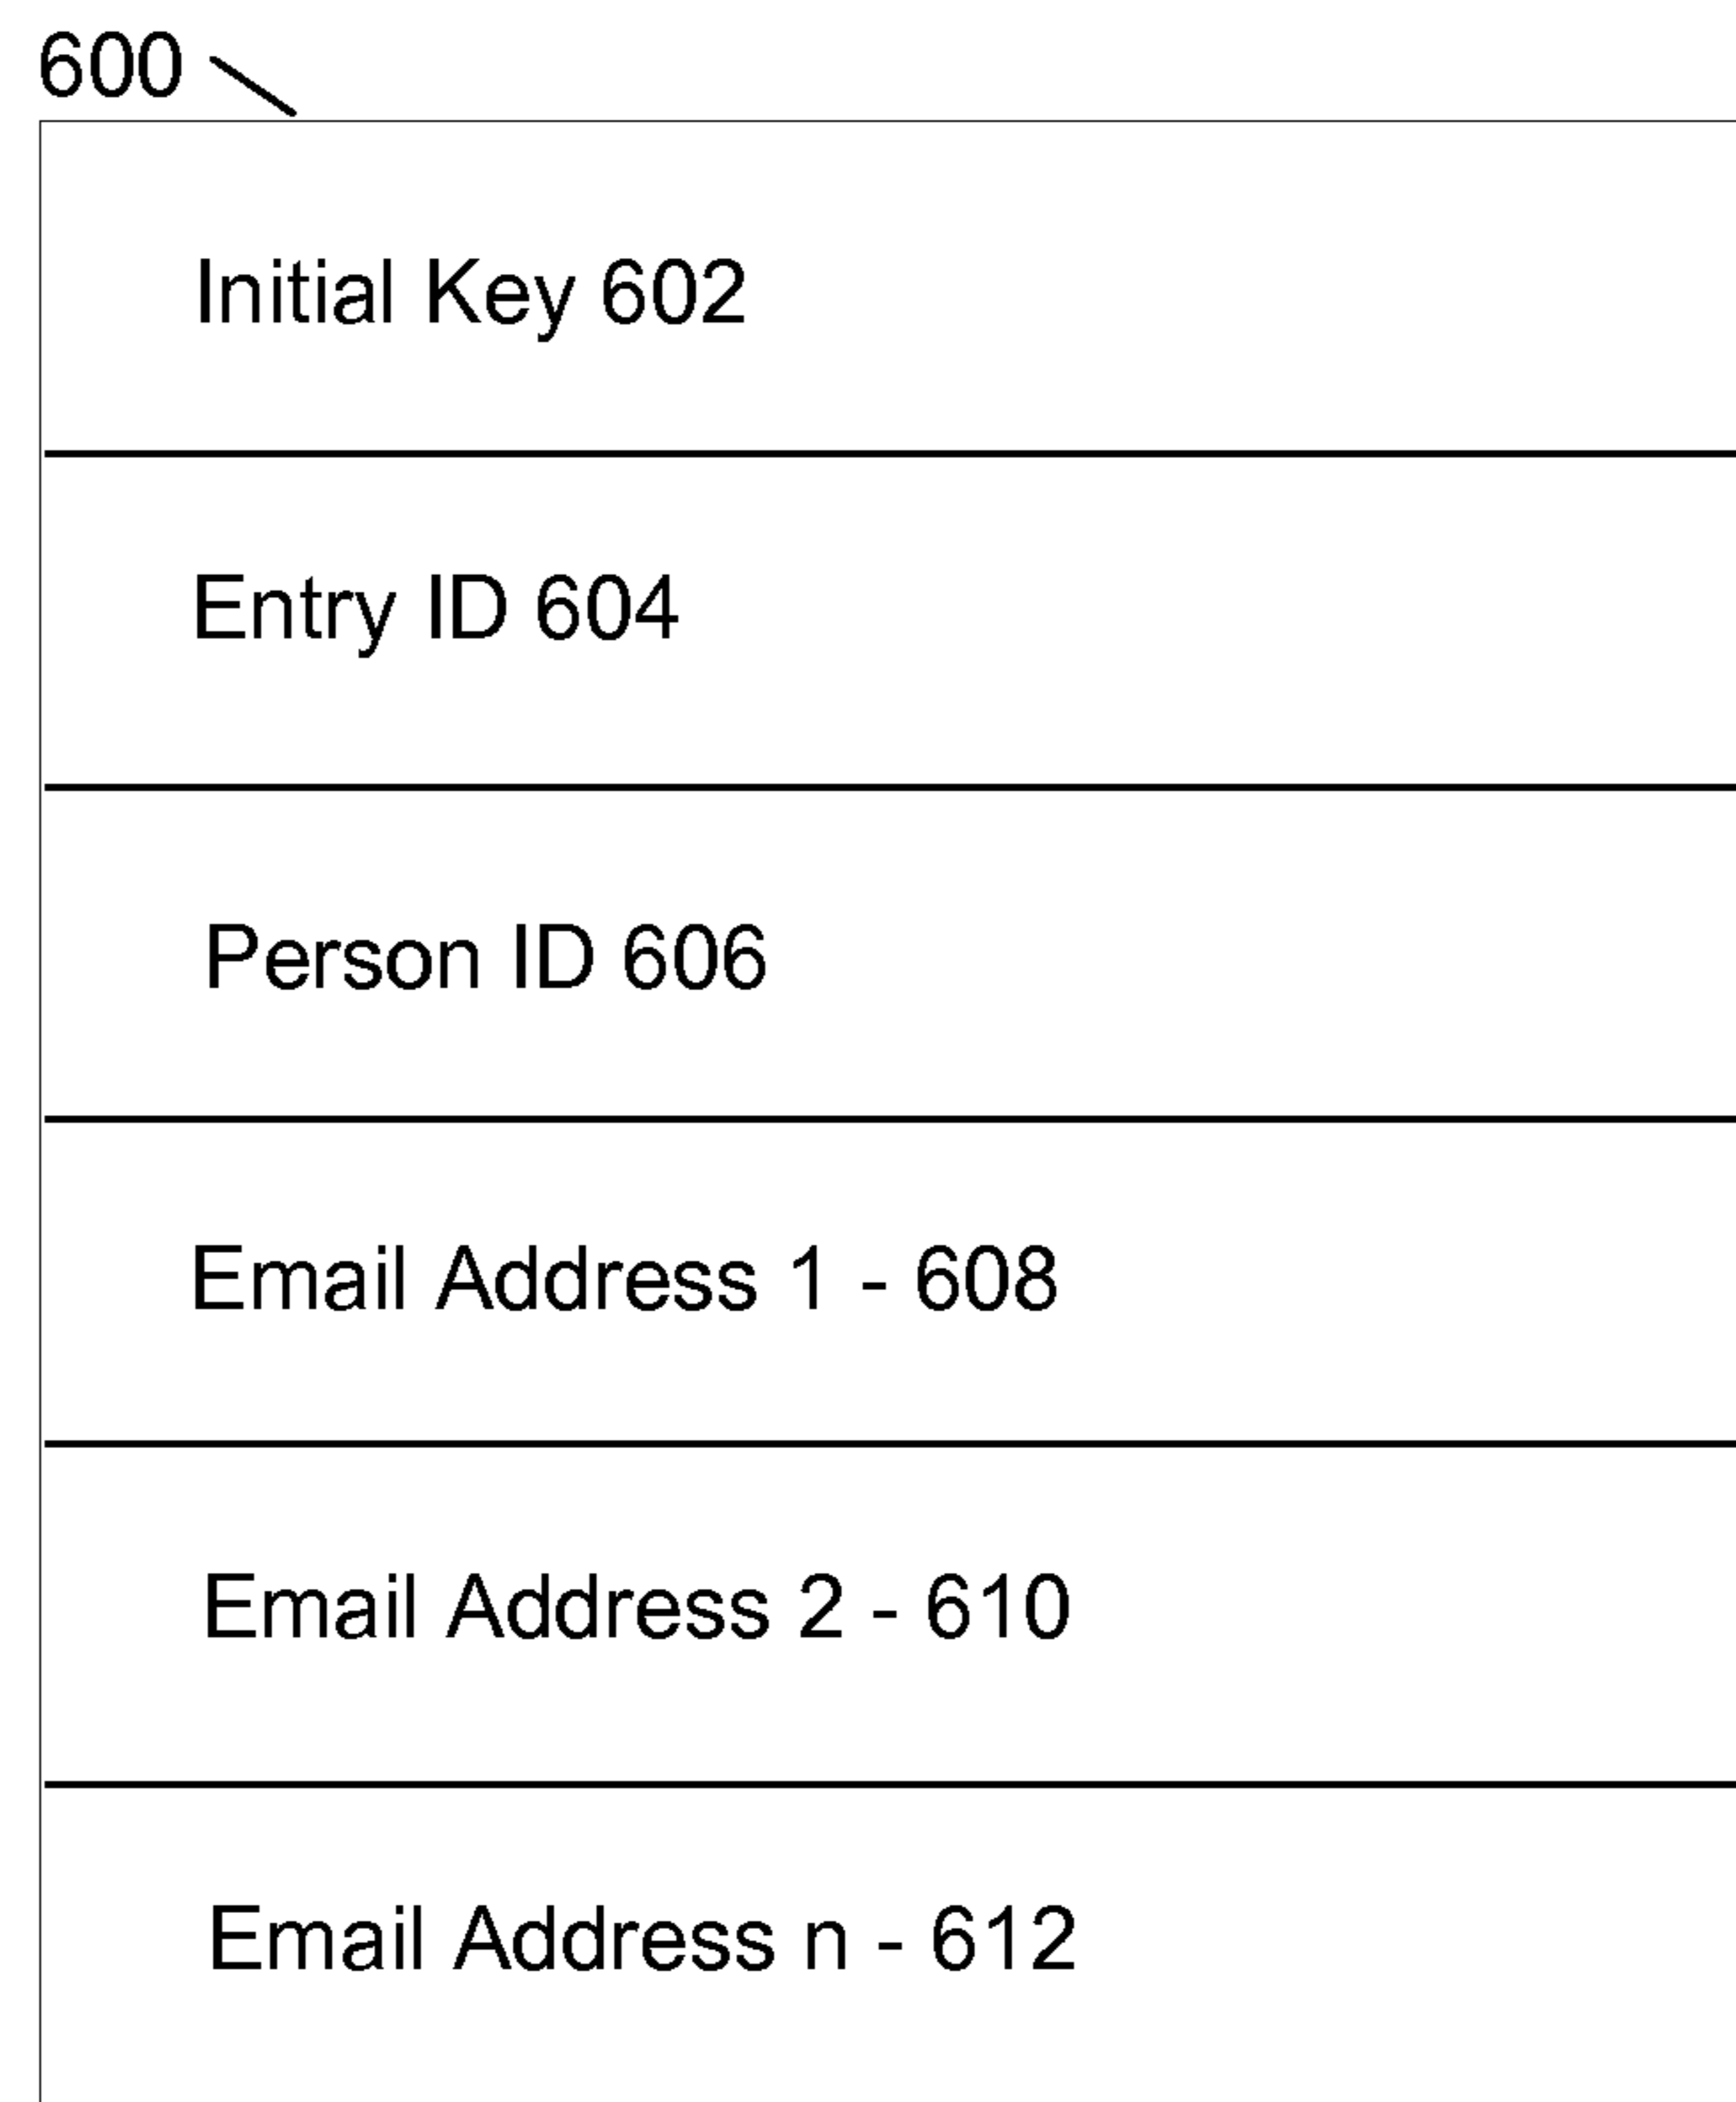 600
Initial Key 602
Entry ID 604
Person ID 606
Email Address 1 - 608
Email Address 2 - 610
Email Address n - 612